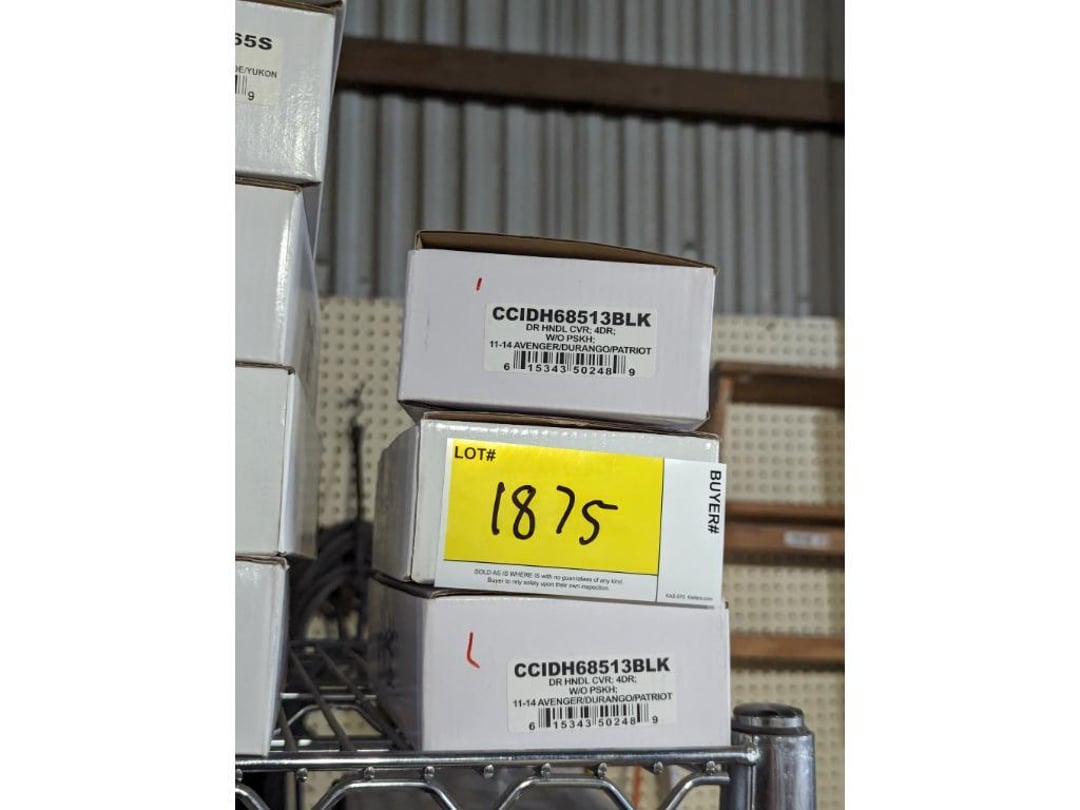 65S
DE/YUKON
9
CCIDH68513BLK
DR HNDL CVR; 4DR;
W/O PSKH;
11-14 AVENGER/DURANGO/PATRIOT
6 15343 50248 9
LOT#
1875
BUYER#
SOLD AS IS WHERE IS with no guarantees of any kind.
Buyer to rely solely upon their own inspection.
CCIDH68513BLK
DR HNDL CVR; 4DR;
W/O PSKH;
11-14 AVENGER/DURANGO/PATRIOT
6 15343 50248 9